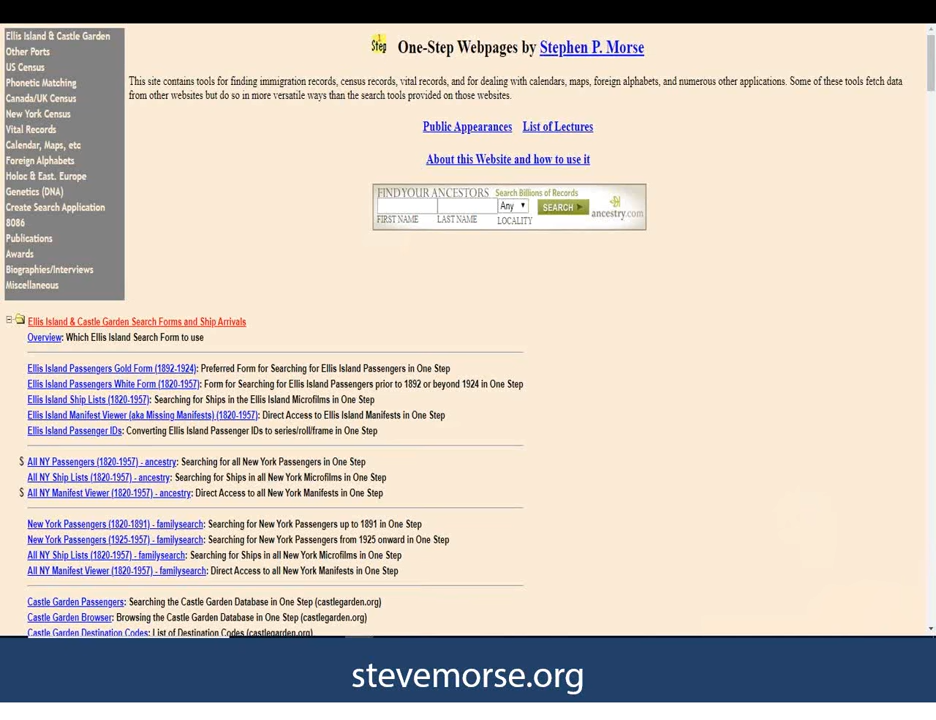 Ellis Island & Castle Garden
Other Ports
US Census
Phonetic Matching
Canada/UK Census
New York Census
Vital Records
Calendar, Maps, etc
Foreign Alphabets
Holoc & East. Europe
Genetics (DNA)
Create Search Application
8086
Publications
Awards
Biographies/Interviews
Miscellaneous
1 Step One-Step Webpages by Stephen P. Morse
This site contains tools for finding immigration records, census records, vital records, and for dealing with calendars, maps, foreign alphabets, and numerous other applications. Some of these tools fetch data
from other websites but do so in more versatile ways than the search tools provided on those websites.
Public Appearances List of Lectures
About this Website and how to use it
FIND YOUR ANCESTORS Search Billions of Records
Any SEARCH ancestry.com
FIRST NAME LAST NAME LOCALITY
Ellis Island & Castle Garden Search Forms and Ship Arrivals
Overview: Which Ellis Island Search Form to use
Ellis Island Passengers Gold Form (1892-1924): Preferred Form for Searching for Ellis Island Passengers in One Step
Ellis Island Passengers White Form (1820-1957): Form for Searching for Ellis Island Passengers prior to 1892 or beyond 1924 in One Step
Ellis Island Ship Lists (1820-1957): Searching for Ships in the Ellis Island Microfilms in One Step
Ellis Island Manifest Viewer (aka Missing Manifests) (1820-1957): Direct Access to Ellis Island Manifests in One Step
Ellis Island Passenger IDs: Converting Ellis Island Passenger IDs to series/roll/frame in One Step
$ All NY Passengers (1820-1957) - ancestry: Searching for all New York Passengers in One Step
All NY Ship Lists (1820-1957) - ancestry: Searching for Ships in all New York Microfilms in One Step
$ All NY Manifest Viewer (1820-1957) - ancestry: Direct Access to all New York Manifests in One Step
New York Passengers (1820-1891) - familysearch: Searching for New York Passengers up to 1891 in One Step
New York Passengers (1925-1957) - familysearch: Searching for New York Passengers from 1925 onward in One Step
All NY Ship Lists (1820-1957) - familysearch: Searching for Ships in all New York Microfilms in One Step
All NY Manifest Viewer (1820-1957) - familysearch: Direct Access to all New York Manifests in One Step
Castle Garden Passengers: Searching the Castle Garden Database in One Step (castlegarden.org)
Castle Garden Browser: Browsing the Castle Garden Database in One Step (castlegarden.org)
Castle Garden Destination Codes: List of Destination Codes (castlegarden.org)
stevemorse.org